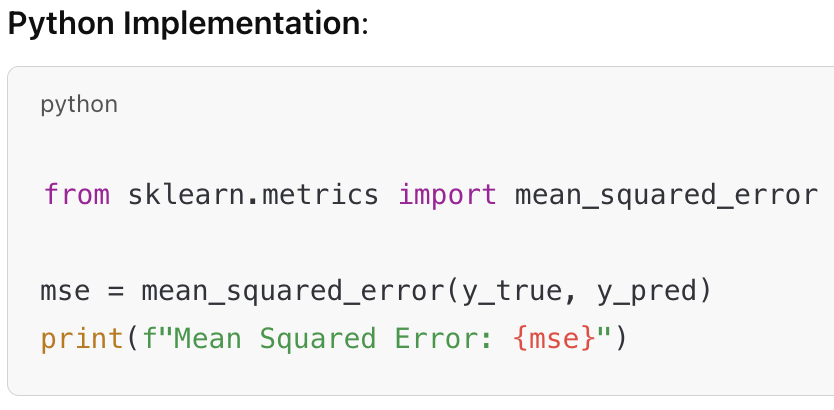 Python Implementation:
python
from sklearn.metrics import mean_squared_error
mse = mean_squared_error(y_true, y_pred)
print(f"Mean Squared Error: {mse}")